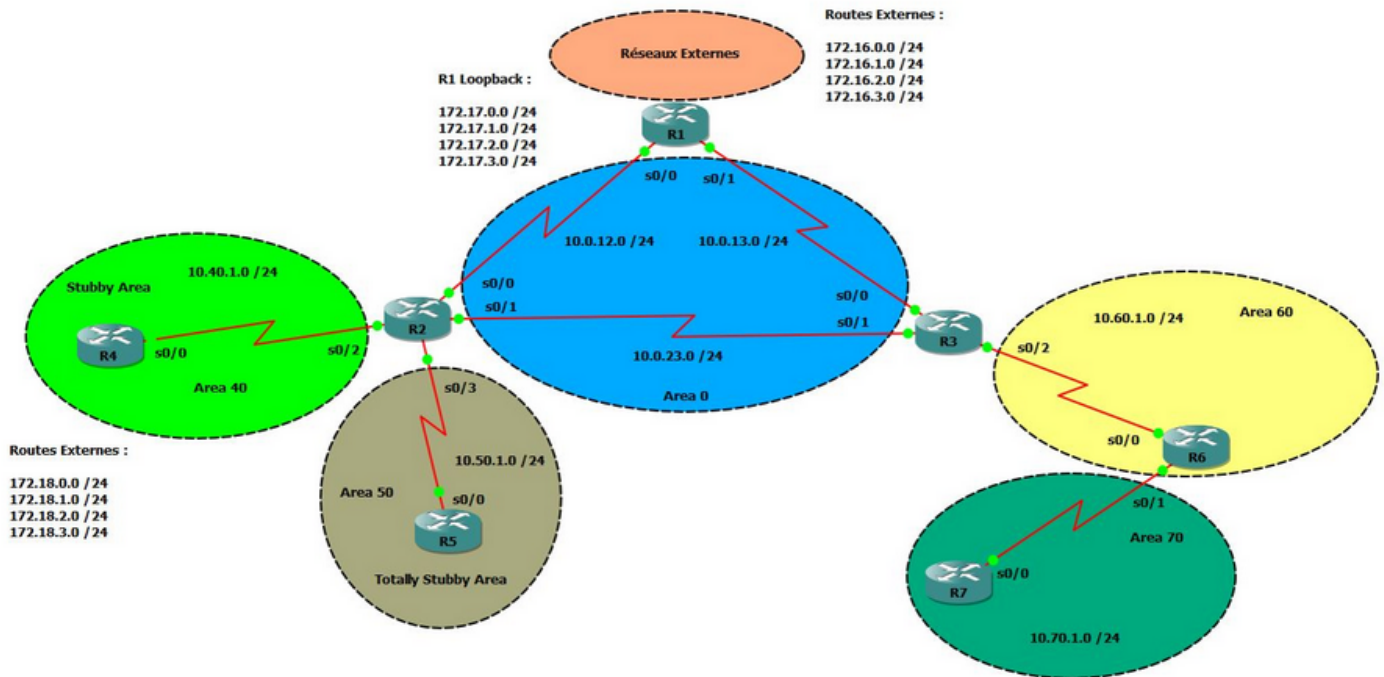 Routes Externes :
172.16.0.0 /24
172.16.1.0 /24
172.16.2.0 /24
172.16.3.0 /24
Réseaux Externes
R1 Loopback :
172.17.0.0 /24
172.17.1.0 /24
172.17.2.0 /24
172.17.3.0 /24
R1
s0/0
s0/1
10.0.12.0 /24
10.0.13.0 /24
10.40.1.0 /24
Stubby Area
s0/0
s0/0
R2
s0/1
R4
s0/0
s0/2
Area 40
10.0.23.0 /24
Area 0
s0/1
R3
s0/2
10.60.1.0 /24
Area 60
s0/0
R6
s0/3
10.50.1.0 /24
Area 50
s0/0
R5
Totally Stubby Area
Routes Externes :
172.18.0.0 /24
172.18.1.0 /24
172.18.2.0 /24
172.18.3.0 /24
s0/1
Area 70
s0/0
R7
10.70.1.0 /24